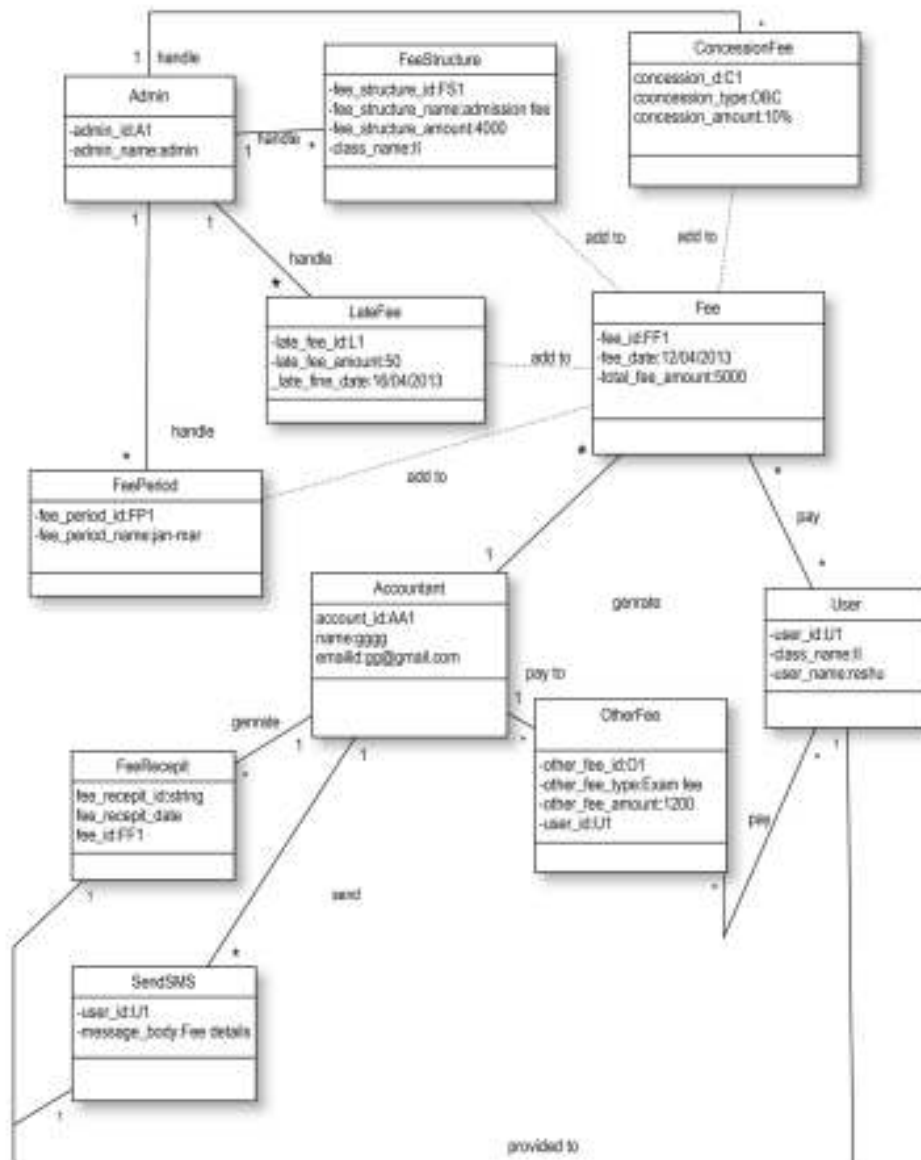 1
handle
*
FeeStructure
-fee_structure_id:FS1
-fee_structure_name:admission fee
-fee_structure_amount:4000
-class_name:II
ConcessionFee
concession_d:C1
cooncession_type:OBC
concession_amount:10%
Admin
-admin_id:A1
-admin_name:admin
1
handle
*
1
1
add to
add to
handle
*
LateFee
-late_fee_id:L1
-late_fee_amount:50
_late_fine_date:16/04/2013
add to
Fee
-fee_id:FF1
-fee_date:12/04/2013
-total_fee_amount:5000
handle
*
FeePeriod
-fee_period_id:FP1
-fee_period_name:jan-mar
add to
*
*
pay
1
*
Accountant
account_id:AA1
name:gggg
emailid:gg@gmail.com
genrate
User
-user_id:U1
-class_name:II
-user_name:reshu
pay to
1
*
OtherFee
-other_fee_id:O1
-other_fee_type:Exam fee
-other_fee_amount:1200
-user_id:U1
genrate
1
1
*
1
*
FeeRecepit
fee_recepit_id:string
fee_recepit_date
fee_id:FF1
pay
*
1
send
*
SendSMS
-user_id:U1
-message_body:Fee details
1
provided to